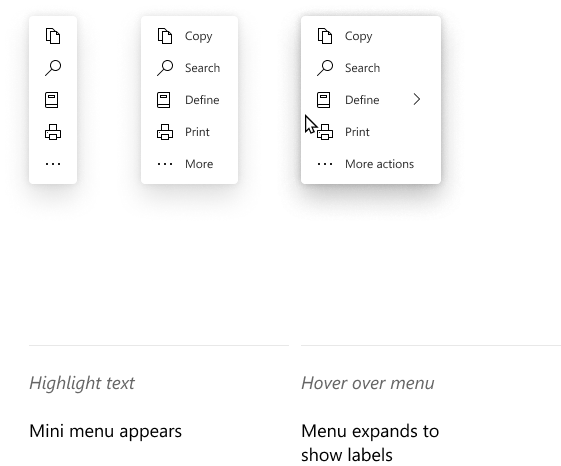 Copy
Search
Define
Print
More
Copy
Search
Define
Print
More actions
Highlight text
Mini menu appears
Hover over menu
Menu expands to
show labels